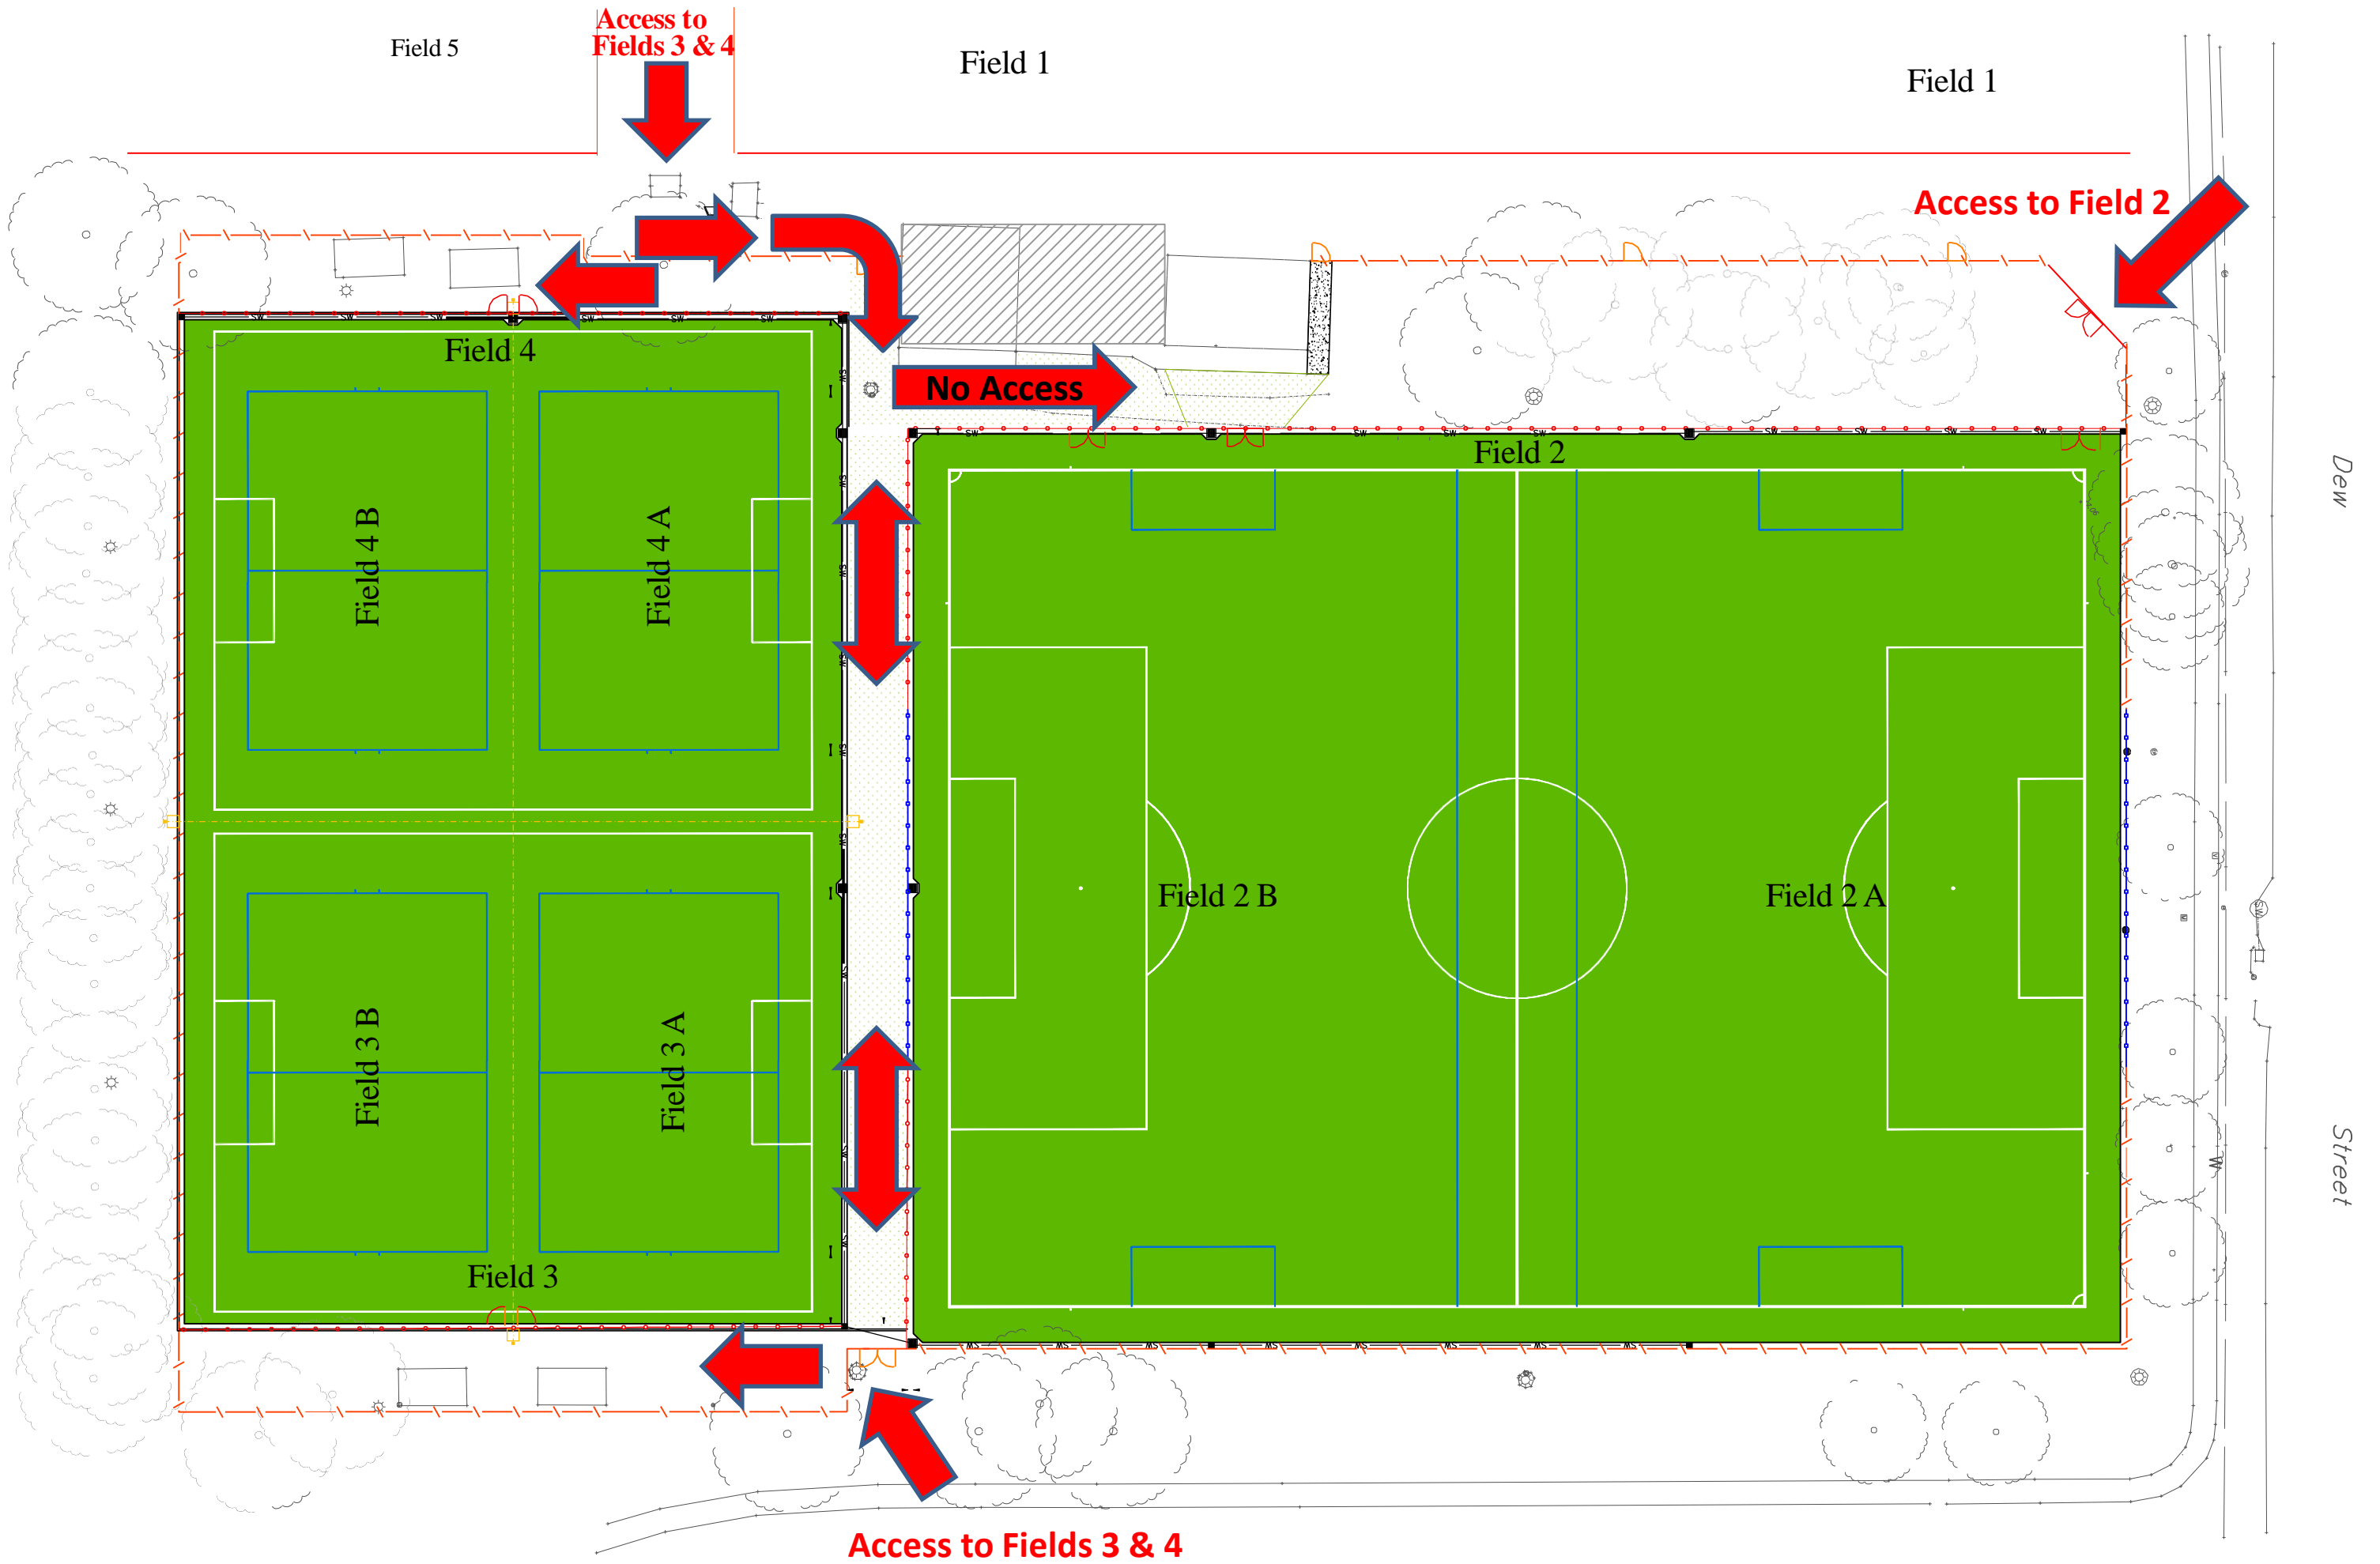 Access to
Fields 3 & 4
Field 5
Field 1
Field 1
Access to Field 2
Field 4
No Access
Field 2
Dew
Field 4 B
Field 4 A
Field 2 B
Field 2 A
Field 3 B
Field 3 A
Street
Field 3
Access to Fields 3 & 4